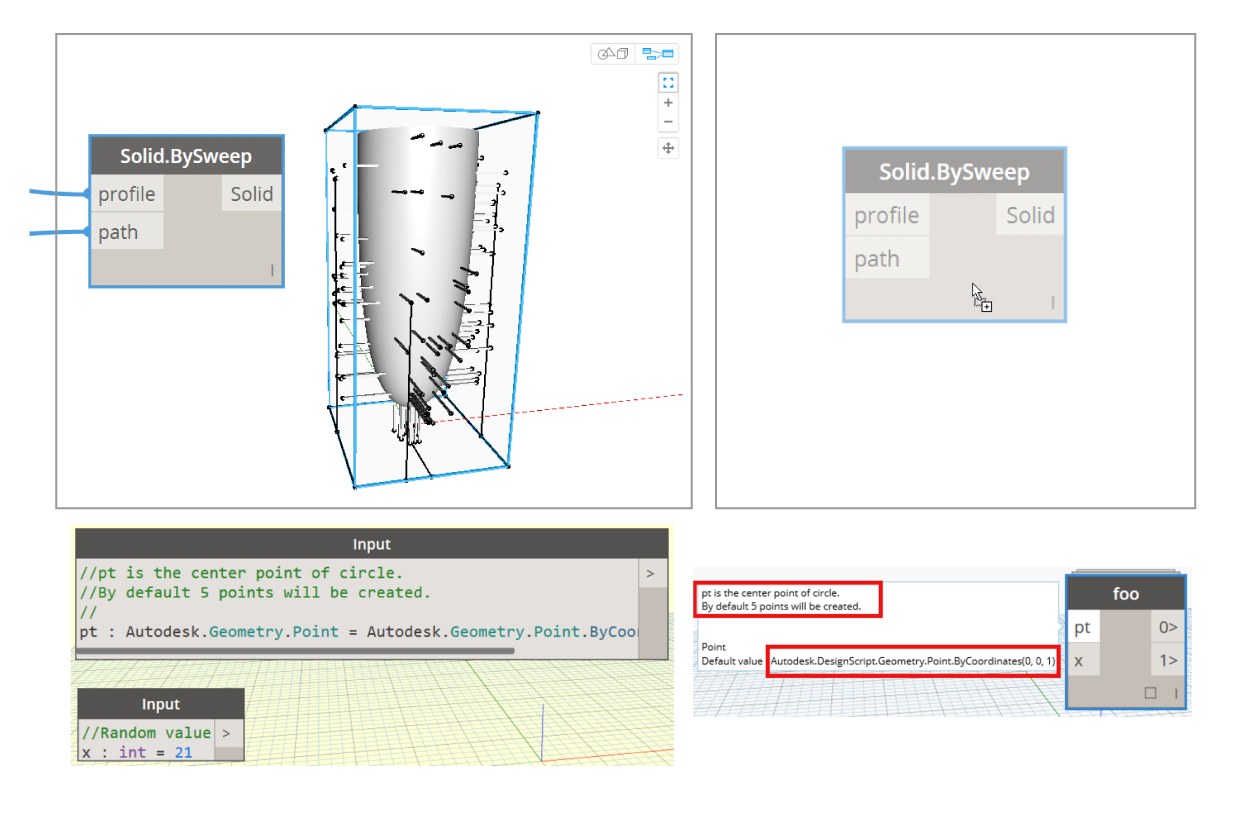 Solid.BySweep
profile
Solid
path
Solid.BySweep
profile
Solid
path
Input
//pt is the center point of circle.
//By default 5 points will be created.
//
pt : Autodesk.Geometry.Point = Autodesk.Geometry.Point.ByCoor
>
Input
//Random value
x : int = 21
>
pt is the center point of circle.
By default 5 points will be created.
Point
Default value : Autodesk.DesignScript.Geometry.Point.ByCoordinates(0, 0, 1)
foo
pt
0>
x
1>